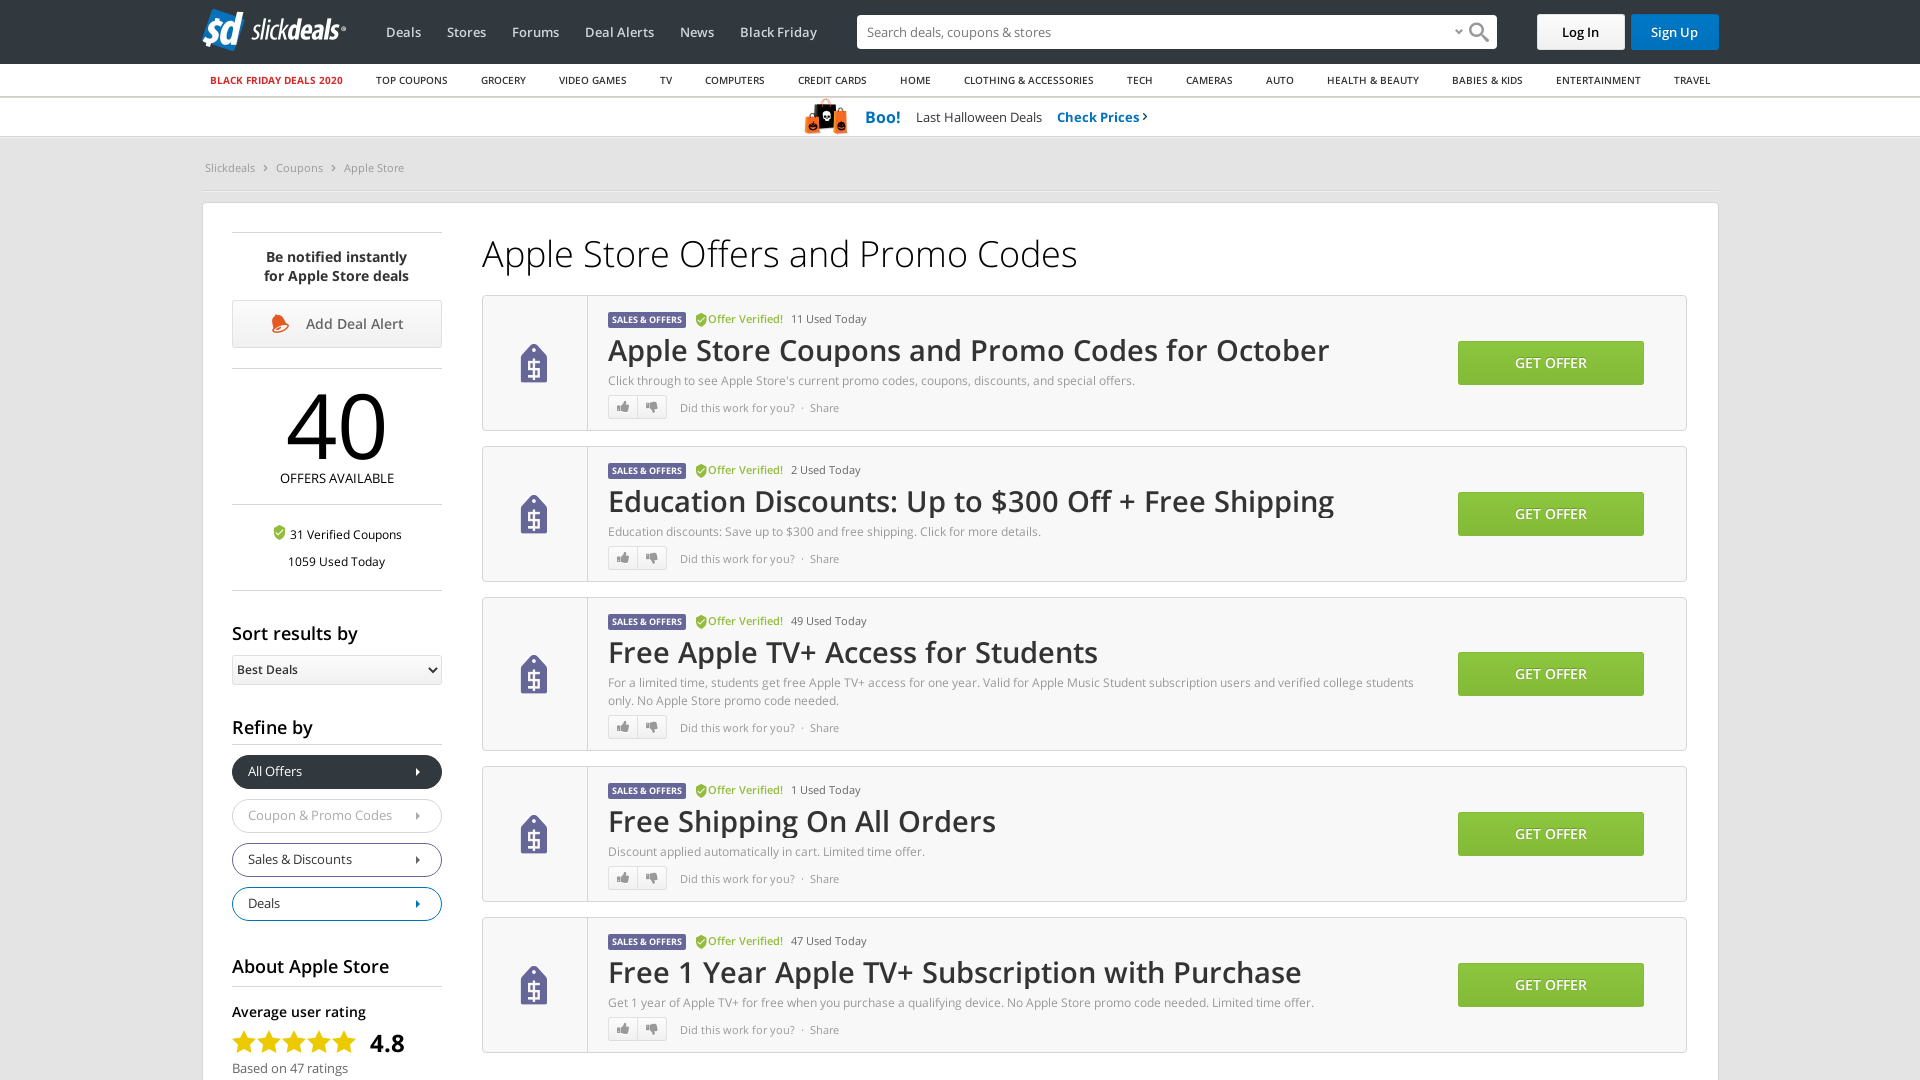 sd slickdeals
Deals Stores Forums Deal Alerts News Black Friday Search deals, coupons & stores Log In Sign Up
BLACK FRIDAY DEALS 2020 TOP COUPONS GROCERY VIDEO GAMES TV COMPUTERS CREDIT CARDS HOME CLOTHING & ACCESSORIES TECH CAMERAS AUTO HEALTH & BEAUTY BABIES & KIDS ENTERTAINMENT TRAVEL
Boo! Last Halloween Deals Check Prices
Slickdeals Coupons Apple Store
Be notified instantly
for Apple Store deals
Add Deal Alert
40
OFFERS AVAILABLE
31 Verified Coupons
1059 Used Today
Sort results by
Best Deals
Refine by
All Offers
Coupon & Promo Codes
Sales & Discounts
Deals
About Apple Store
Average user rating
4.8
Based on 47 ratings
Apple Store Offers and Promo Codes
SALES & OFFERS Offer Verified! 11 Used Today
Apple Store Coupons and Promo Codes for October
Click through to see Apple Store's current promo codes, coupons, discounts, and special offers.
Did this work for you? · Share
GET OFFER
SALES & OFFERS Offer Verified! 2 Used Today
Education Discounts: Up to $300 Off + Free Shipping
Education discounts: Save up to $300 and free shipping. Click for more details.
Did this work for you? · Share
GET OFFER
SALES & OFFERS Offer Verified! 49 Used Today
Free Apple TV+ Access for Students
For a limited time, students get free Apple TV+ access for one year. Valid for Apple Music Student subscription users and verified college students
only. No Apple Store promo code needed.
Did this work for you? · Share
GET OFFER
SALES & OFFERS Offer Verified! 1 Used Today
Free Shipping On All Orders
Discount applied automatically in cart. Limited time offer.
Did this work for you? · Share
GET OFFER
SALES & OFFERS Offer Verified! 47 Used Today
Free 1 Year Apple TV+ Subscription with Purchase
Get 1 year of Apple TV+ for free when you purchase a qualifying device. No Apple Store promo code needed. Limited time offer.
Did this work for you? · Share
GET OFFER